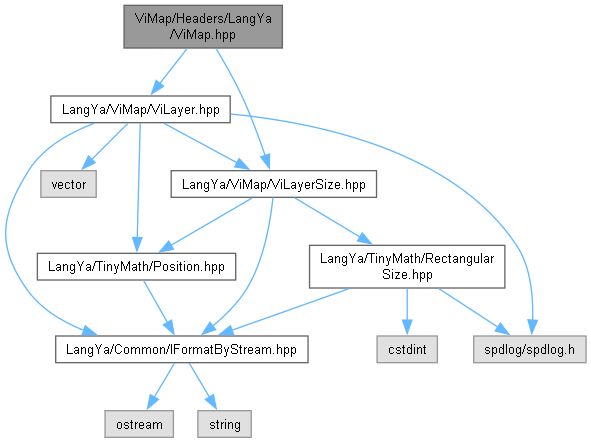 ViMap/Headers/LangYa
/ViMap.hpp
LangYa/ViMap/ViLayer.hpp
vector
LangYa/ViMap/ViLayerSize.hpp
LangYa/TinyMath/Position.hpp
LangYa/TinyMath/Rectangular
Size.hpp
LangYa/Common/IFormatByStream.hpp
cstdint
spdlog/spdlog.h
ostream
string